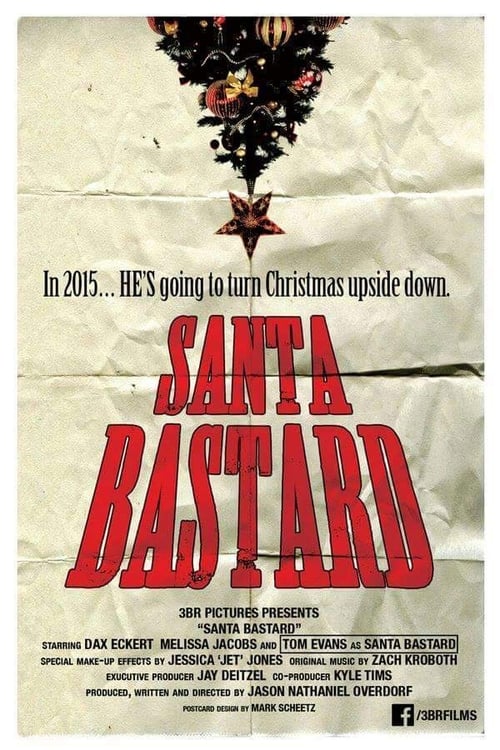 In 2015... HE'S going to turn Christmas upside down.
SANTA
BASTARD
3BR PICTURES PRESENTS
"SANTA BASTARD"
STARRING DAX ECKERT MELISSA JACOBS AND TOM EVANS AS SANTA BASTARD
SPECIAL MAKE-UP EFFECTS BY JESSICA 'JET' JONES ORIGINAL MUSIC BY ZACH KROBOTH
EXUCUTIVE PRODUCER JAY DEITZEL CO-PRODUCER KYLE TIMS
PRODUCED, WRITTEN AND DIRECTED BY JASON NATHANIEL OVERDORF
POSTCARD DESIGN BY MARK SCHEETZ
f /3BRFILMS